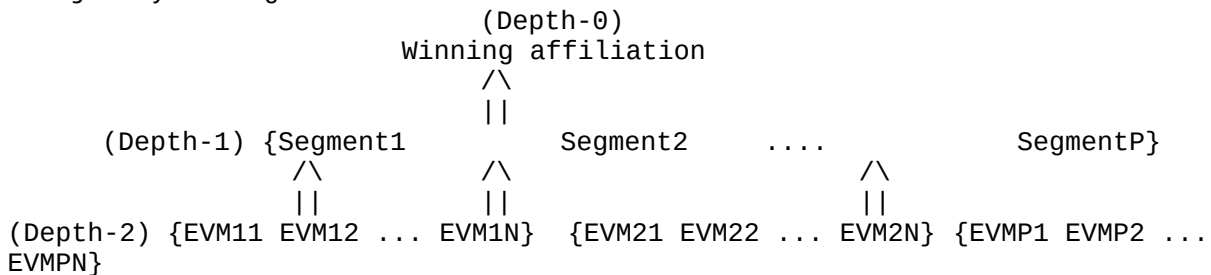 (Depth-0)
Winning affiliation
/\
||
(Depth-1) {Segment1 Segment2 .... SegmentP}
/\ /\ /\
|| || ||
(Depth-2) {EVM11 EVM12 ... EVM1N} {EVM21 EVM22 ... EVM2N} {EVMP1 EVMP2 ...
EVMPN}